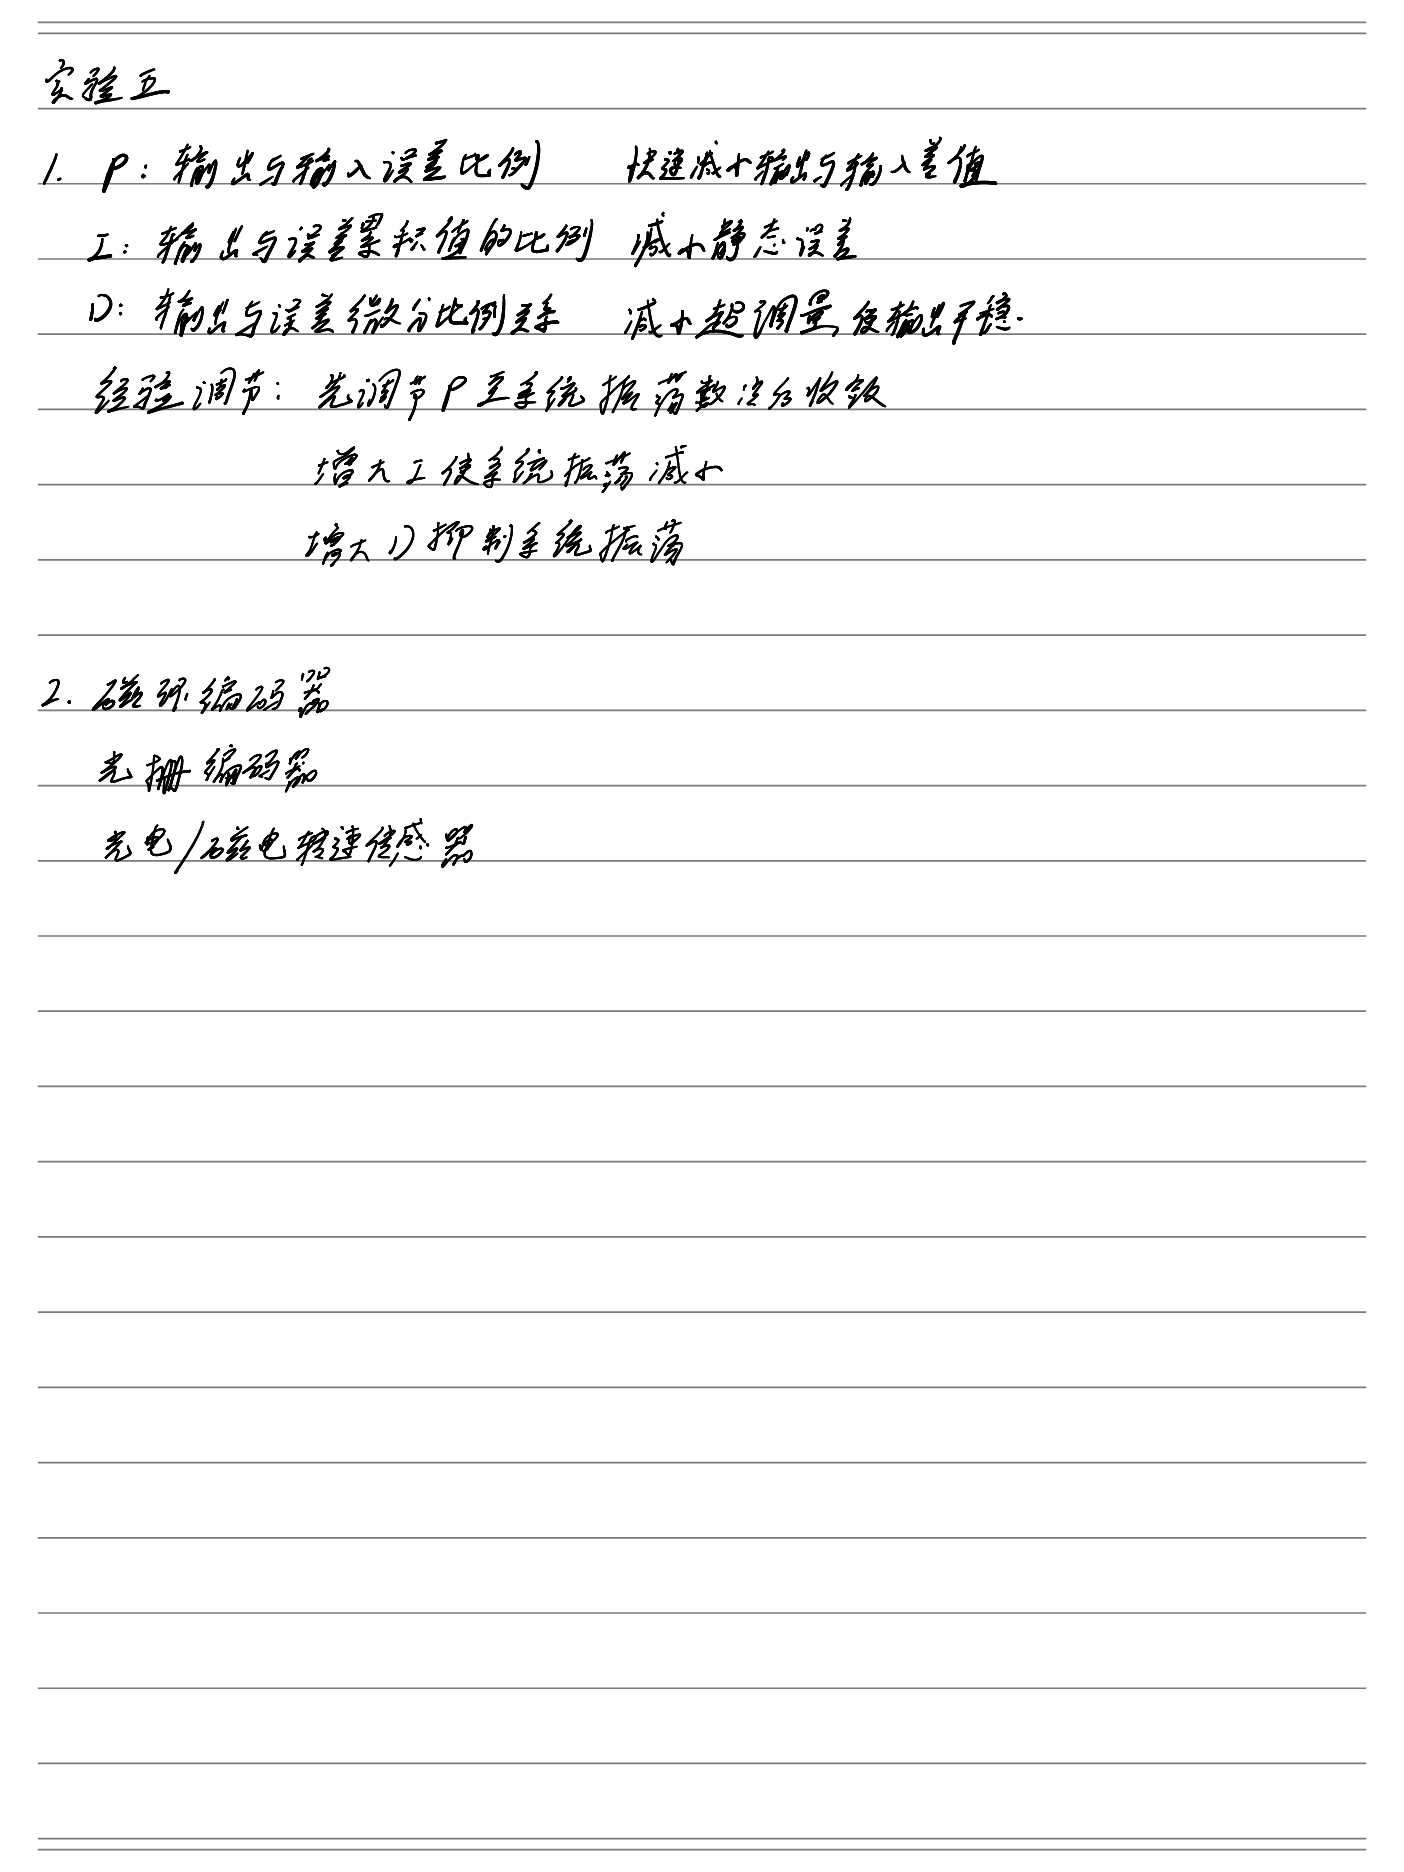 实验五
1. P: 输出与输入误差比例 快速减小输出与输入差值
I: 输出与误差累积值的比例 减小静态误差
D: 输出与误差微分比例关系 减小超调量,使输出平稳.
经验调节: 先调节P至系统振荡数次后收敛
增大I使系统振荡减小
增大D抑制系统振荡
2. 磁环编码器
光栅编码器
光电/磁电转速传感器